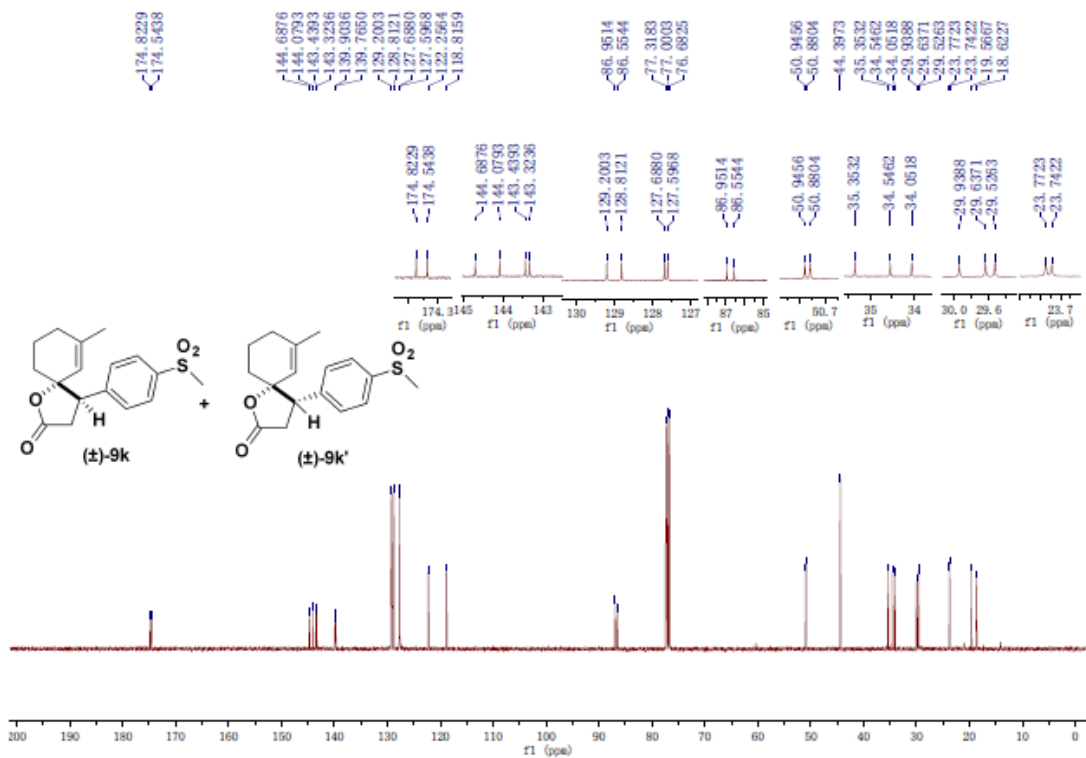 174.8229
174.5438
144.6876
144.0793
143.4393
143.3236
139.9036
139.7650
129.2003
128.8121
127.6880
127.5968
122.2564
118.8159
86.9514
86.5544
77.3183
77.0003
76.6825
50.9456
50.8804
44.3973
35.3532
34.5462
34.0518
29.9388
29.6371
29.5263
23.7723
23.7422
19.5667
18.6227
174.8229
174.5438
144.6876
144.0793
143.4393
143.3236
129.2003
128.8121
127.6880
127.5968
86.9514
86.5544
50.9456
50.8804
35.3532
34.5462
34.0518
29.9388
29.6371
29.5263
23.7723
23.7422
174.3
f1 (ppm)
145 144 143
f1 (ppm)
130 129 128 127
f1 (ppm)
87 85
f1 (ppm)
50.7
f1 (ppm)
35 34
f1 (ppm)
30.0 29.6
f1 (ppm)
23.7
f1 (ppm)
O2
S
O
H
O
(±)-9k
+
O2
S
O
H
O
(±)-9k'
200 190 180 170 160 150 140 130 120 110 100 90 80 70 60 50 40 30 20 10 0
f1 (ppm)